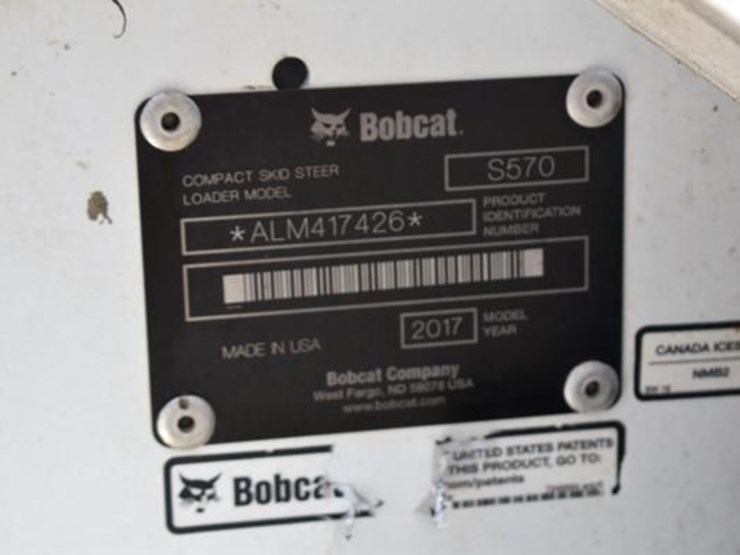 Bobcat.
COMPACT SKID STEER
LOADER MODEL
S570
*ALM417426*
PRODUCT
IDENTIFICATION
NUMBER
MADE IN USA
2017
MODEL
YEAR
Bobcat Company
West Fargo, ND 58078 USA
www.bobcat.com
CANADA ICES
NMB2
Bobca
UNITED STATES PATENTS
THIS PRODUCT, GO TO:
com/patents